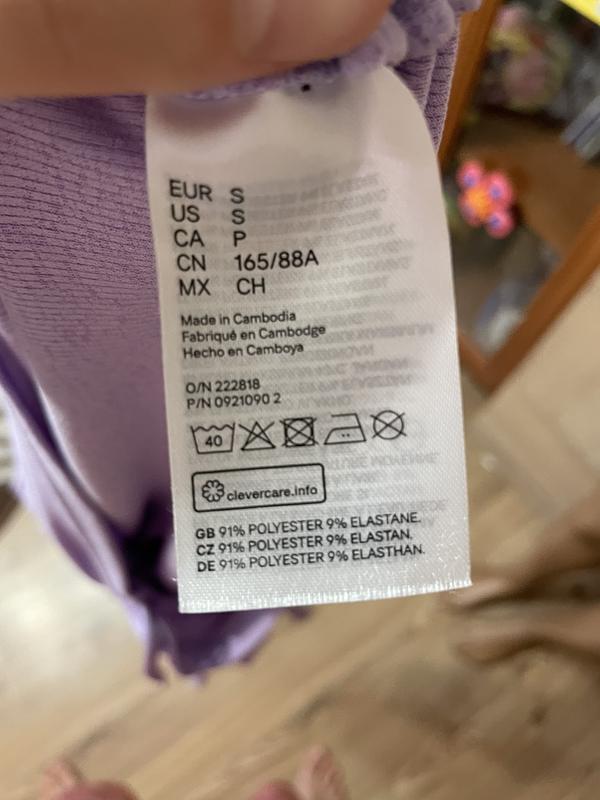 EUR S
US S
CA P
CN 165/88A
MX CH
Made in Cambodia
Fabriqué en Cambodge
Hecho en Camboya
O/N 222818
P/N 0921090 2
40
clevercare.info
GB 91% POLYESTER 9% ELASTANE.
CZ 91% POLYESTER 9% ELASTAN.
DE 91% POLYESTER 9% ELASTHAN.